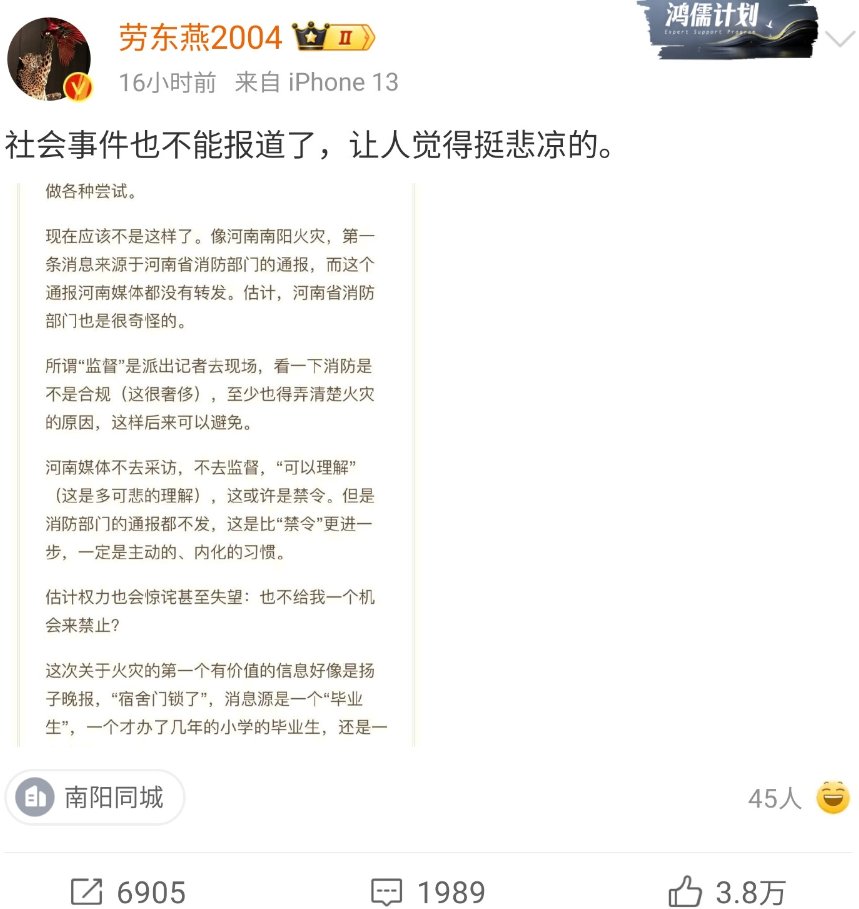 劳东燕2004 II
鸿儒计划
Expert Support Program
16小时前 来自 iPhone 13
社会事件也不能报道了，让人觉得挺悲凉的。
做各种尝试。
现在应该不是这样了。像河南南阳火灾，第一
条消息来源于河南省消防部门的通报，而这个
通报河南媒体都没有转发。估计，河南省消防
部门也是很奇怪的。
所谓“监督”是派出记者去现场，看一下消防是
不是合规（这很奢侈），至少也得弄清楚火灾
的原因，这样后来可以避免。
河南媒体不去采访，不去监督，“可以理解”
（这是多可悲的理解），这或许是禁令。但是
消防部门的通报都不发，这是比“禁令”更进一
步，一定是主动的、内化的习惯。
估计权力也会惊诧甚至失望：也不给我一个机
会来禁止?
这次关于火灾的第一个有价值的信息好像是扬
子晚报，“宿舍门锁了”，消息源是一个“毕业
生”，一个才办了几年的小学的毕业生，还是一
南阳同城
45人
6905 1989 3.8万